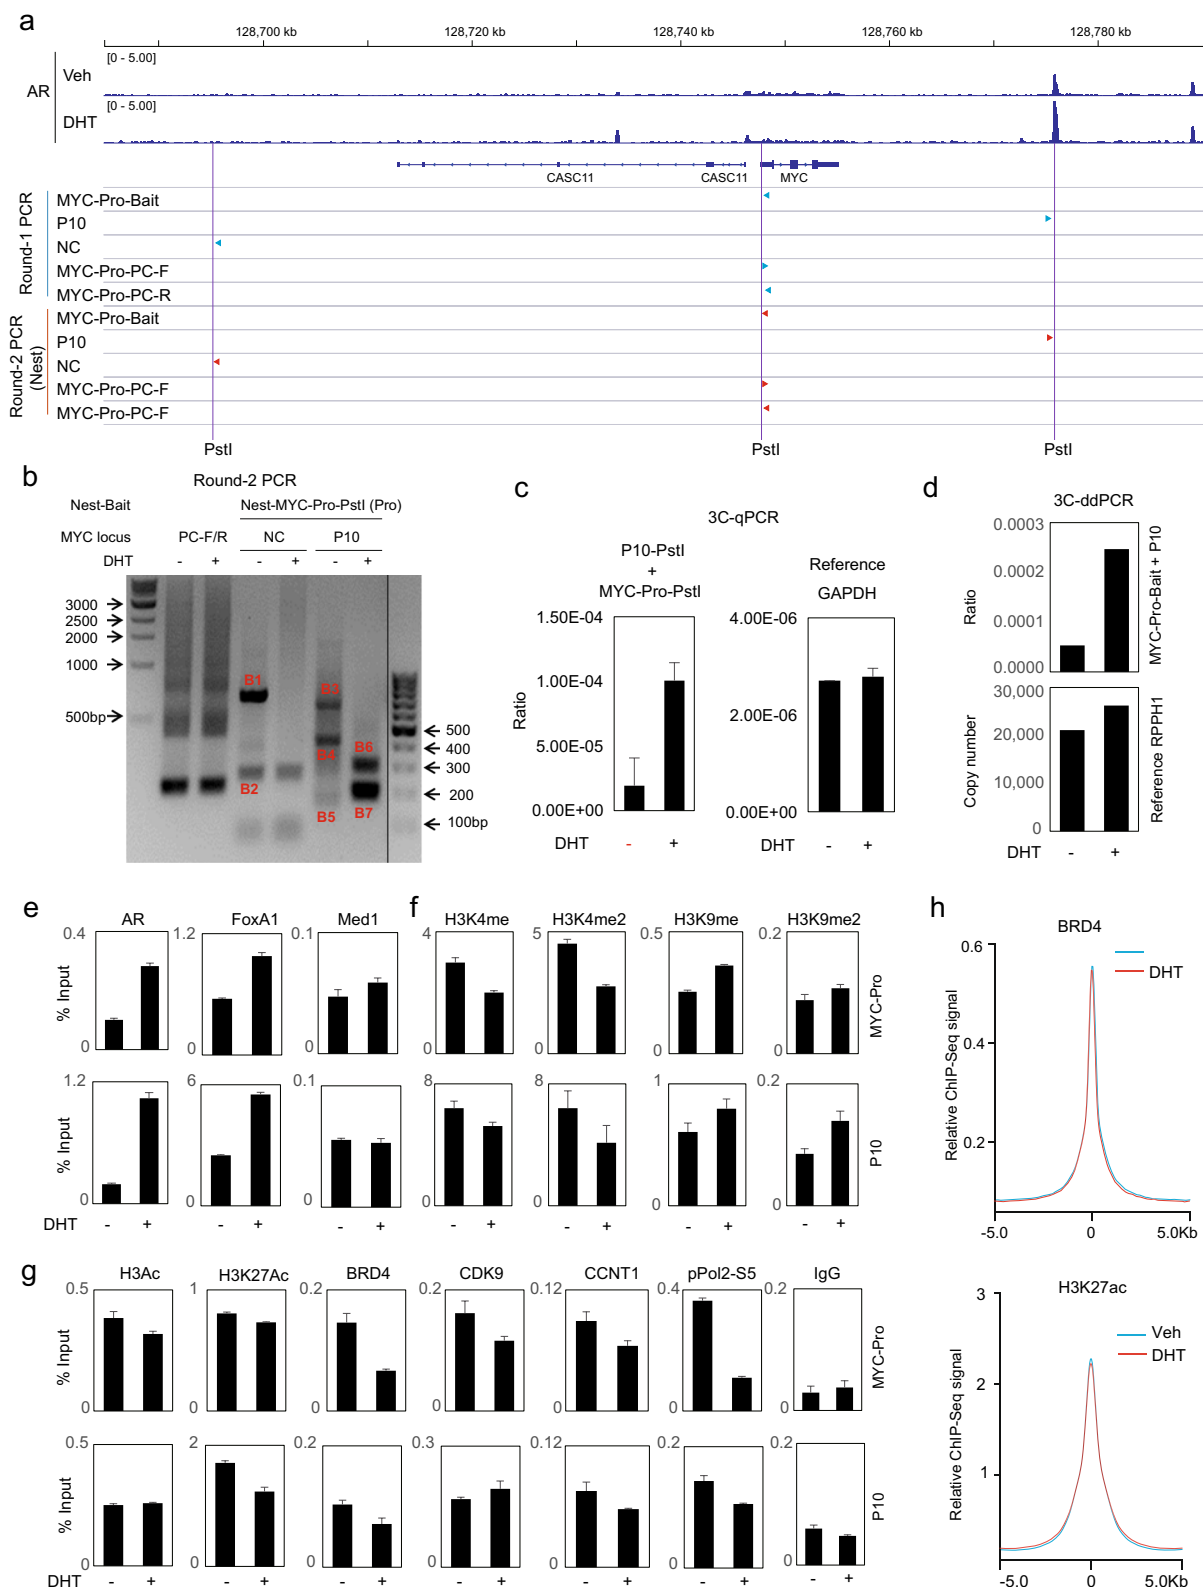 a
128,700 kb 128,720 kb 128,740 kb 128,760 kb 128,780 kb
AR
Veh [0 - 5.00]
DHT [0 - 5.00]
CASC11 CASC11 MYC
Round-1 PCR
MYC-Pro-Bait
P10
NC
MYC-Pro-PC-F
MYC-Pro-PC-R
Round-2 PCR
(Nest)
MYC-Pro-Bait
P10
NC
MYC-Pro-PC-F
MYC-Pro-PC-F
PstI PstI PstI
b
Round-2 PCR
Nest-Bait Nest-MYC-Pro-PstI (Pro)
MYC locus PC-F/R NC P10
DHT - + - + - +
3000
2500
2000
1000
500bp
B1
B2
B3
B4
B5
B6
B7
500
400
300
200
100bp
c
3C-qPCR
P10-PstI
+
MYC-Pro-PstI
Ratio
1.50E-04
1.00E-04
5.00E-05
0.00E+00
DHT - +
Reference
GAPDH
4.00E-06
2.00E-06
0.00E+00
DHT - +
d
3C-ddPCR
Ratio
0.0003
0.0002
0.0001
0.0000
MYC-Pro-Bait + P10
Copy number
30,000
20,000
10,000
0
Reference RPPH1
DHT - +
e
AR FoxA1 Med1
% Input
0.4 1.2 0.1
0 0 0
% Input
1.2 6 0.1
0 0 0
DHT - + - + - +
f
H3K4me H3K4me2 H3K9me H3K9me2
4 5 0.5 0.2
0 0 0 0
MYC-Pro
8 8 1 0.2
0 0 0 0
P10
- + - + - + - +
g
H3Ac H3K27Ac BRD4 CDK9 CCNT1 pPol2-S5 IgG
% Input
0.5 1 0.2 0.2 0.12 0.4 0.2
0 0 0 0 0 0 0
MYC-Pro
% Input
0.5 2 0.2 0.3 0.12 0.2 0.2
0 0 0 0 0 0 0
P10
DHT - + - + - + - + - + - + - +
h
BRD4
Relative ChIP-Seq signal
0.6
0.4
0.2
DHT
-5.0 0 5.0Kb
H3K27ac
Relative ChIP-Seq signal
3
2
1
Veh
DHT
-5.0 0 5.0Kb